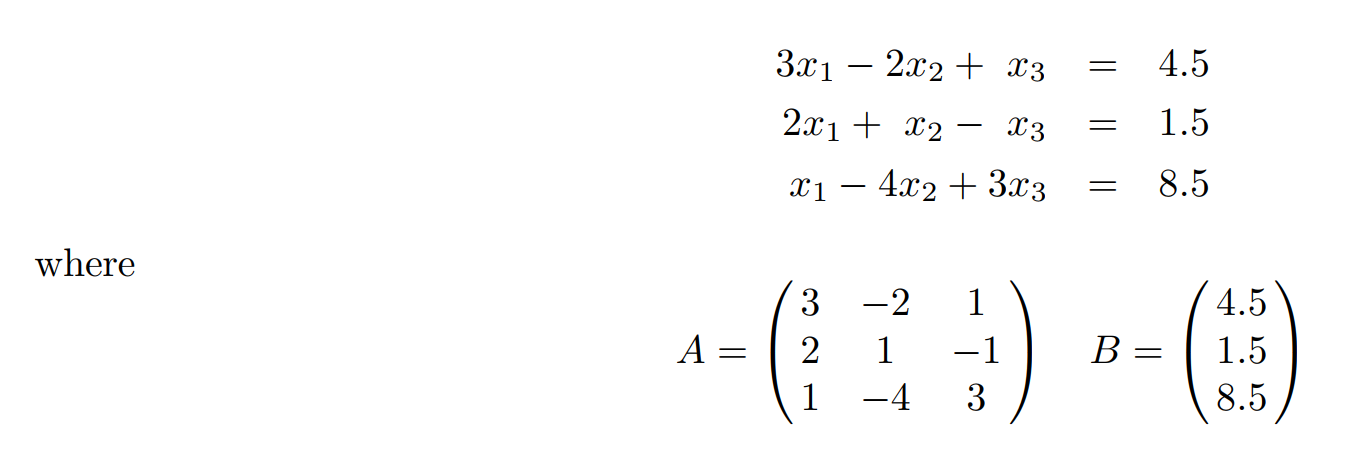 3x₁ − 2x₂ + x₃ = 4.5
2x₁ + x₂ − x₃ = 1.5
x₁ − 4x₂ + 3x₃ = 8.5
where
A = ( 3 −2 1 ; 2 1 −1 ; 1 −4 3 ) B = ( 4.5 ; 1.5 ; 8.5 )